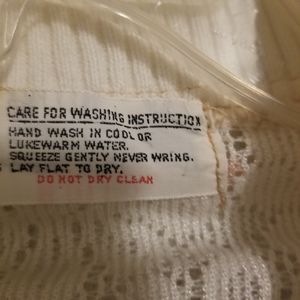 CARE FOR WASHING INSTRUCTION
HAND WASH IN COOL OR
LUKEWARM WATER.
SQUEEZE GENTLY NEVER WRING.
LAY FLAT TO DRY.
DO NOT DRY CLEAN